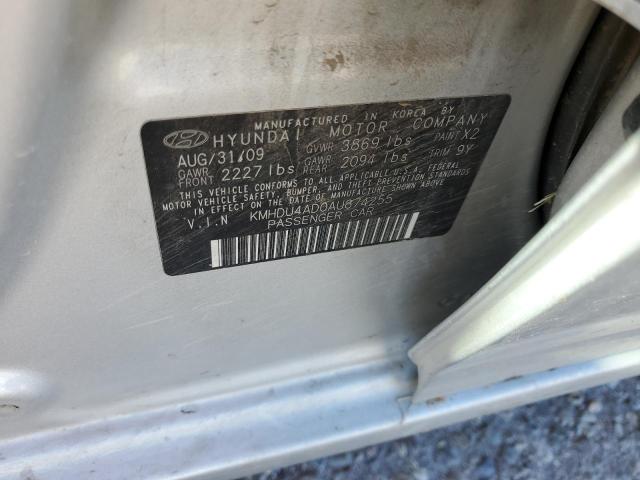 MANUFACTURED IN KOREA BY
HYUNDAI MOTOR COMPANY
AUG/31/09 GVWR 3869 lbs PAINT X2
GAWR FRONT 2227 lbs GAWR REAR 2094 lbs TRIM 9Y
THIS VEHICLE CONFORMS TO ALL APPLICABLE U.S. FEDERAL
MOTOR VEHICLE SAFETY, BUMPER, AND THEFT PREVENTION
STANDARDS IN EFFECT ON THE DATE OF MANUFACTURE SHOWN ABOVE.
V.I.N KMHDU4AD0AU874255
PASSENGER CAR